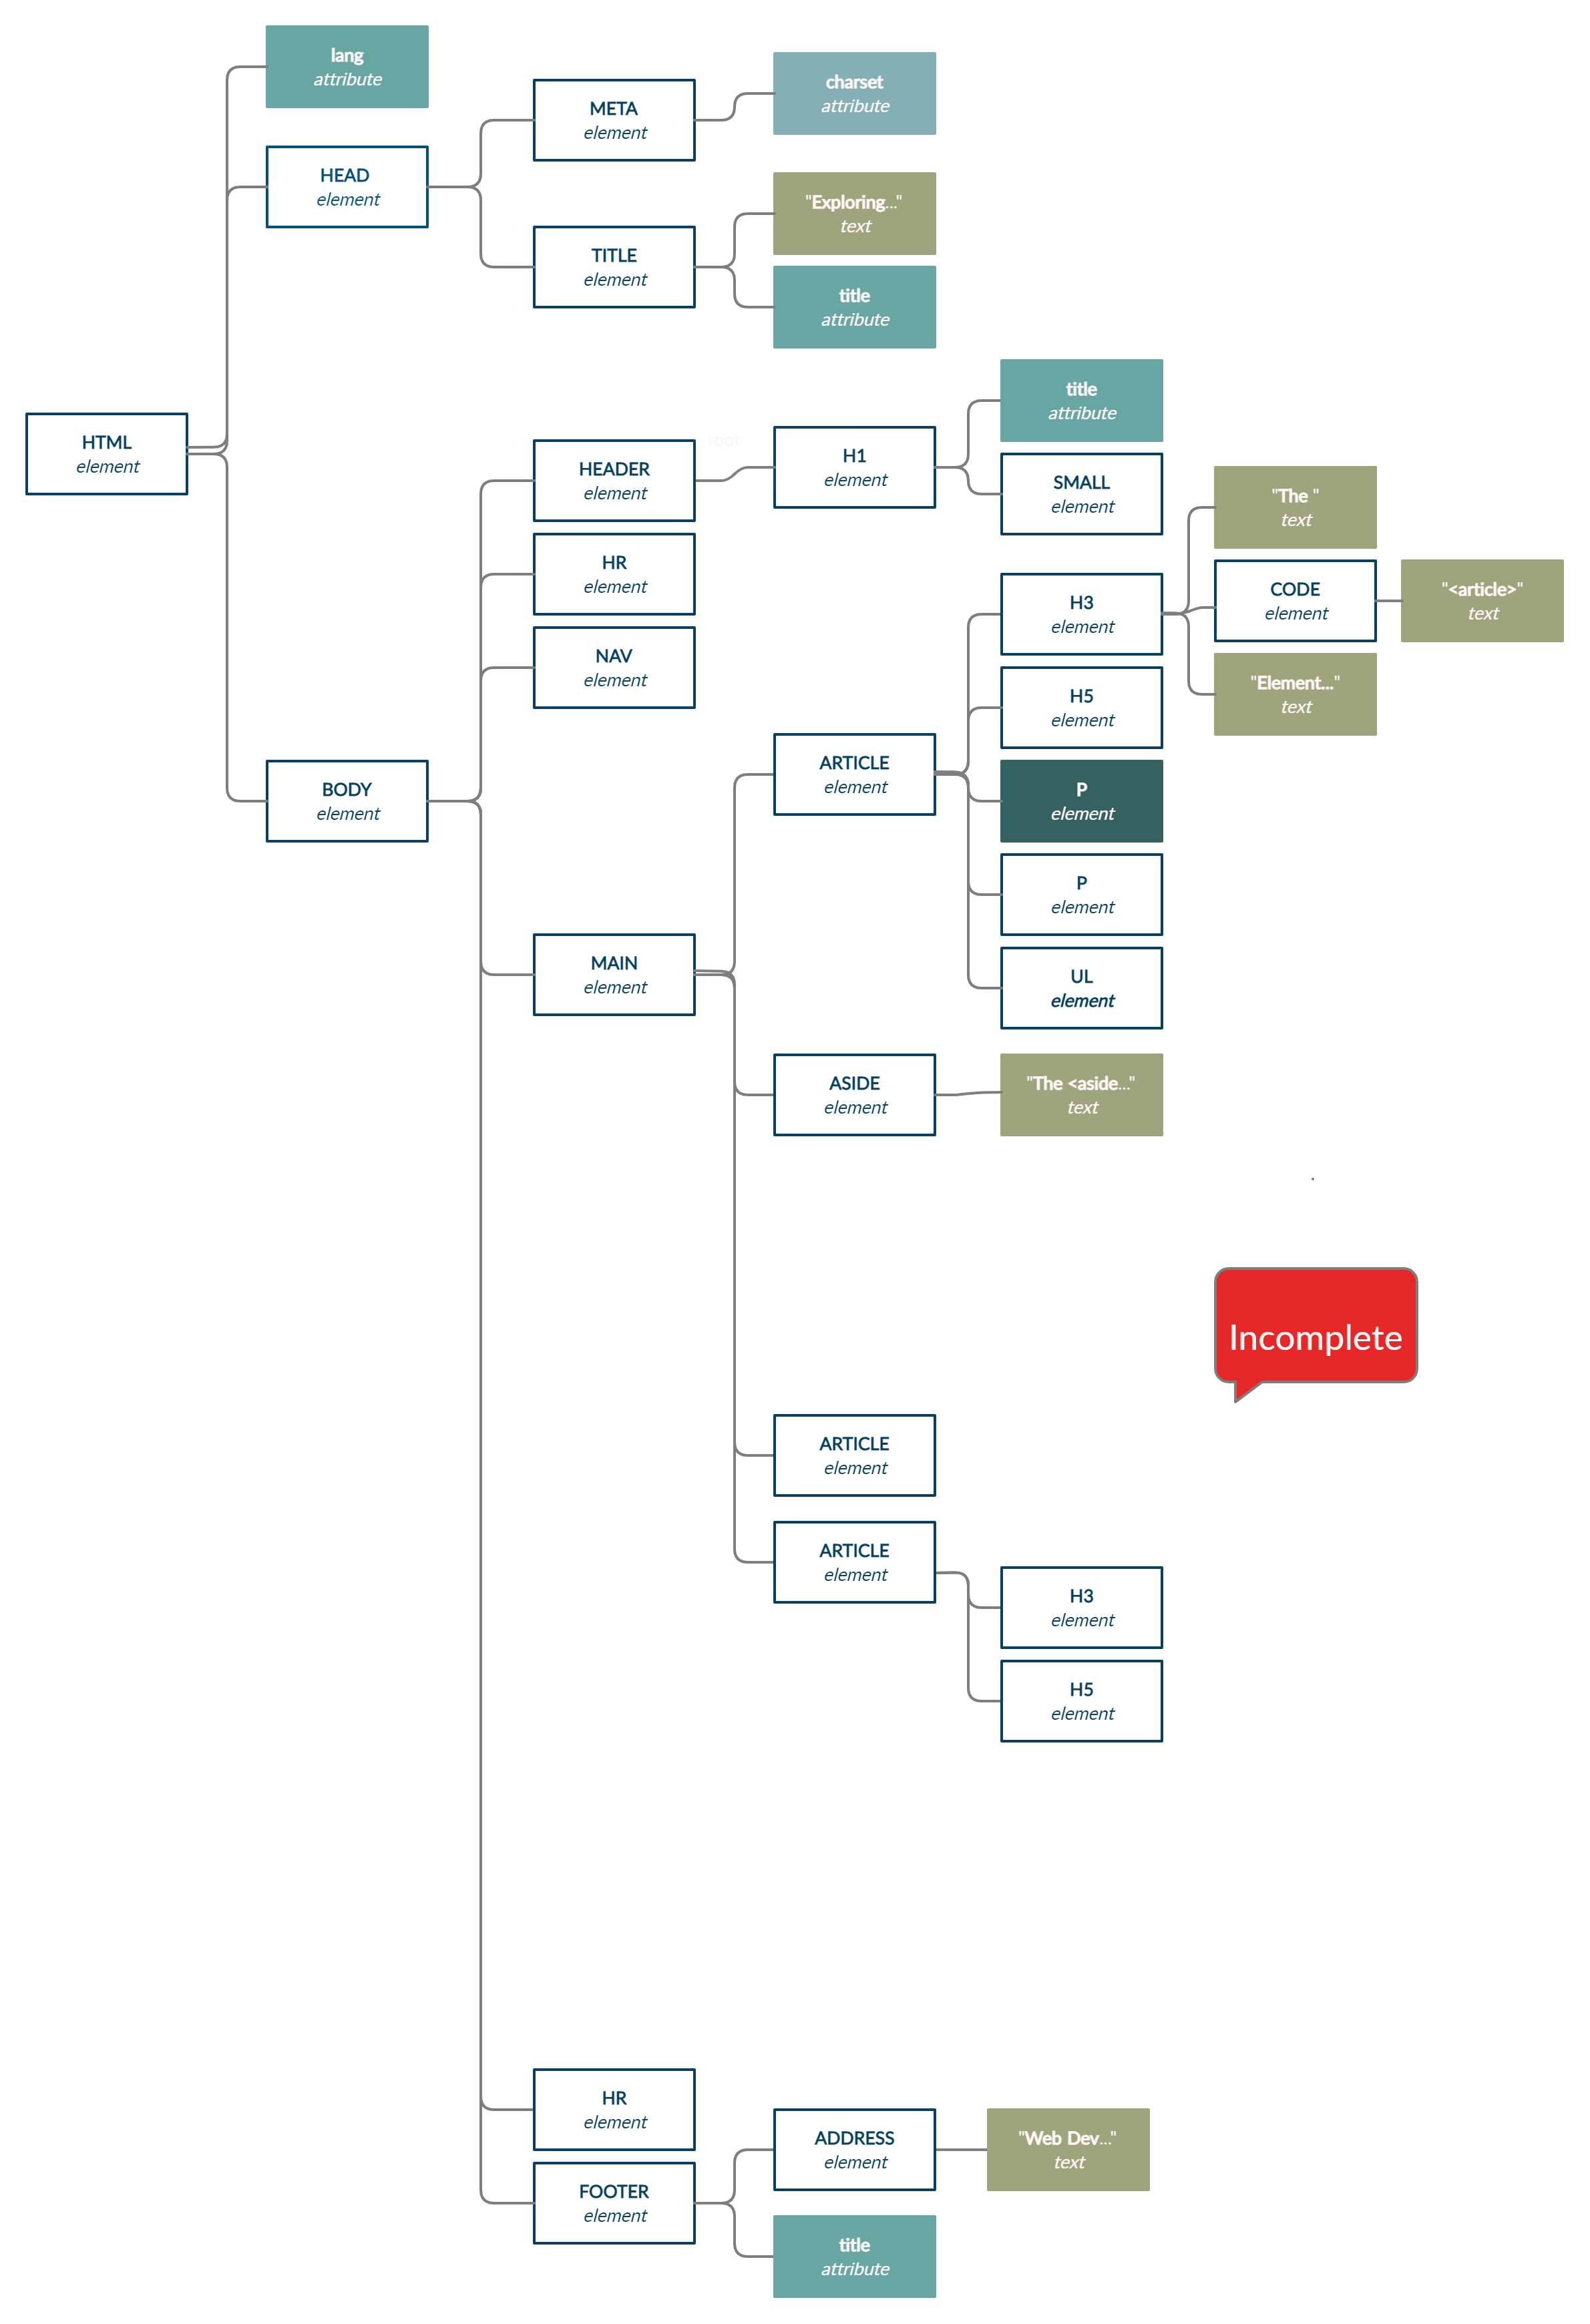 lang
attribute
META
element
charset
attribute
HEAD
element
"Exploring..."
text
TITLE
element
title
attribute
title
attribute
HTML
element
HEADER
element
root
H1
element
SMALL
element
"The "
text
HR
element
H3
element
CODE
element
"<article>"
text
NAV
element
H5
element
"Element..."
text
BODY
element
ARTICLE
element
P
element
P
element
MAIN
element
UL
element
ASIDE
element
"The <aside..."
text
.
Incomplete
ARTICLE
element
ARTICLE
element
H3
element
H5
element
HR
element
ADDRESS
element
"Web Dev..."
text
FOOTER
element
title
attribute